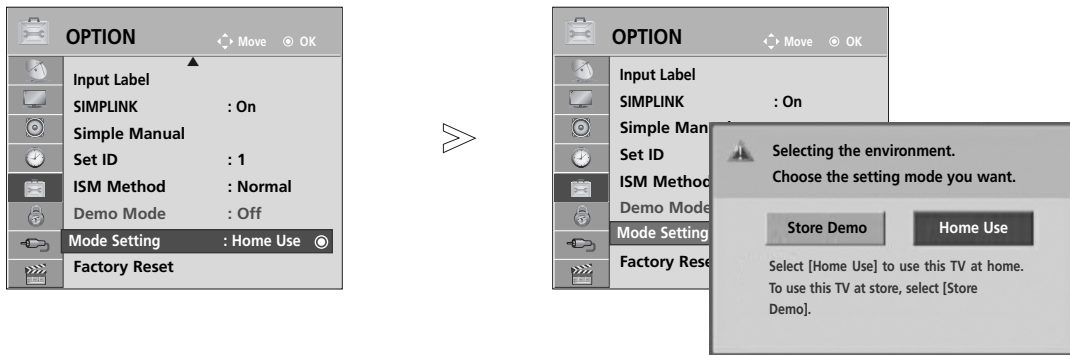 OPTION
Move OK
Input Label
SIMPLINK : On
Simple Manual
Set ID : 1
ISM Method : Normal
Demo Mode : Off
Mode Setting : Home Use
Factory Reset
OPTION
Move OK
Input Label
SIMPLINK : On
Simple Man
Set ID
ISM Method
Demo Mode
Mode Setting
Factory Rese
Selecting the environment.
Choose the setting mode you want.
Store Demo Home Use
Select [Home Use] to use this TV at home.
To use this TV at store, select [Store
Demo].